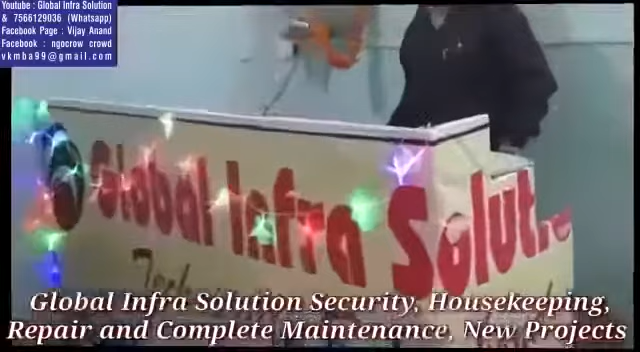 Youtube : Global Infra Solution
& 7566129036 (Whatsapp)
Facebook Page : Vijay Anand
Facebook : ngocrow crowd
vkmba99@gmail.com
Global Infra Solut
Global Infra Solution Security, Housekeeping,
Repair and Complete Maintenance, New Projects